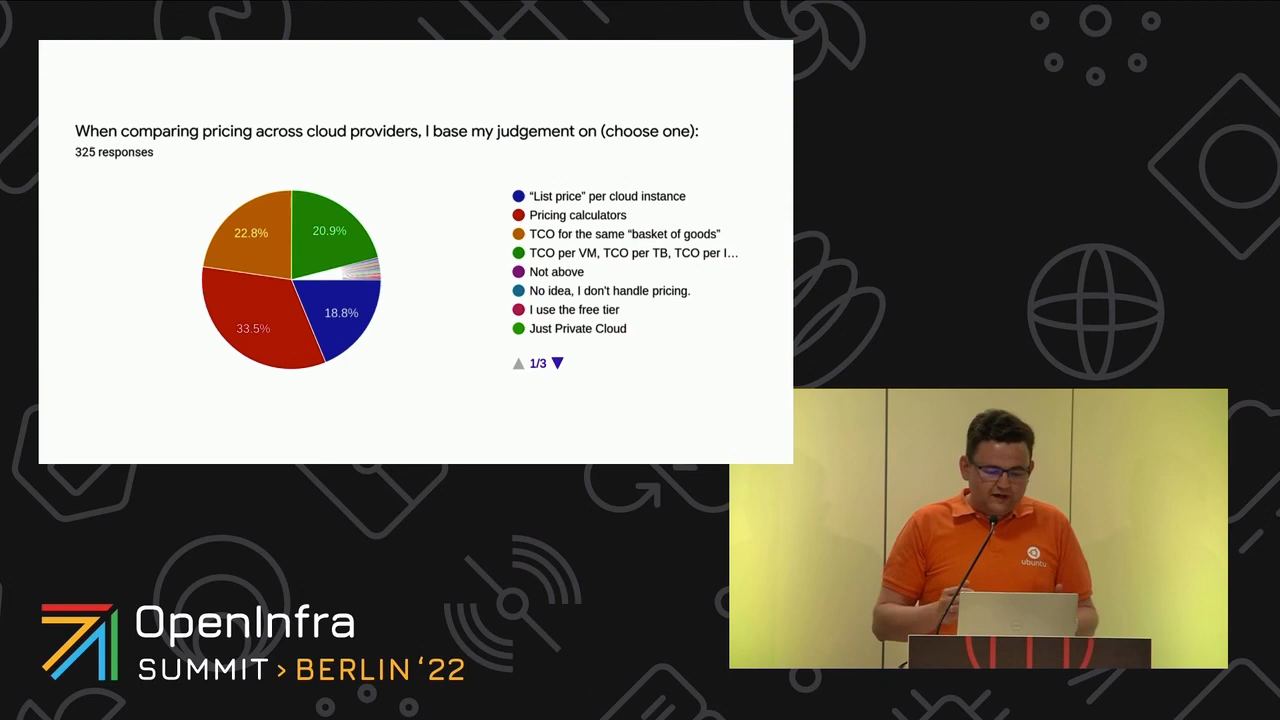 When comparing pricing across cloud providers, I base my judgement on (choose one):
325 responses
22.8%
20.9%
33.5%
18.8%
“List price” per cloud instance
Pricing calculators
TCO for the same “basket of goods”
TCO per VM, TCO per TB, TCO per I…
Not above
No idea, I don't handle pricing.
I use the free tier
Just Private Cloud
1/3
ubuntu
OpenInfra
SUMMIT > BERLIN ‘22